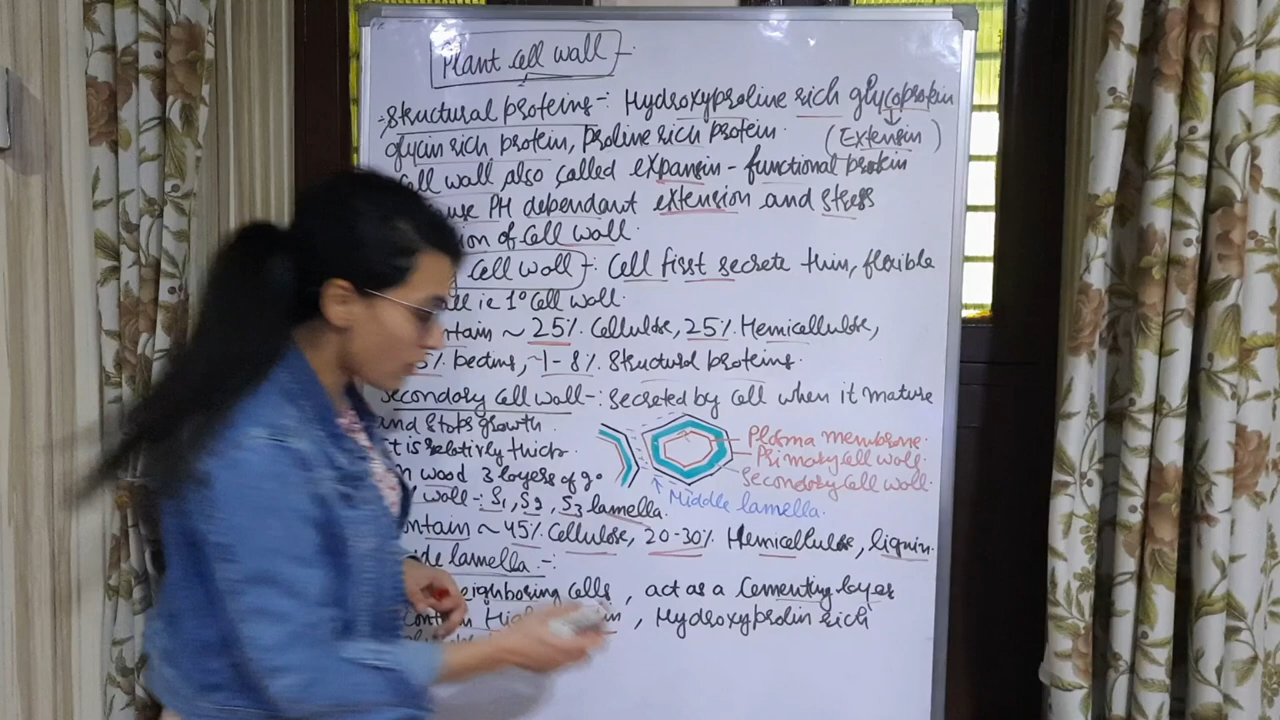 Plant cell wall :-
Structural proteins -: Hydroxyproline rich glycoprotein
(Extensin)
glycin rich protein, Proline rich protein.
cell wall also called expansin - functional protein
PH dependant extension and stress
of cell wall.
Cell wall -: Cell first secrete thin, flexible
ie 1° cell wall.
~ 25% Cellulose, 25% Hemicellulose,
pectins, ~1-8% structural proteins.
Secondary cell wall -: secreted by cell when it mature
and stops growth.
It is relatively thick.
wood 3 layers of 2°
wall -: S1, S2, S3 lamella.
Plasma membrane.
Primary cell wall.
Secondary cell wall.
Middle lamella.
~45% Cellulose, 20-30% Hemicellulose, liqnin.
lamella :-
neighboring cells, act as a Cementing layer
Contain , Hydroxyprolin rich